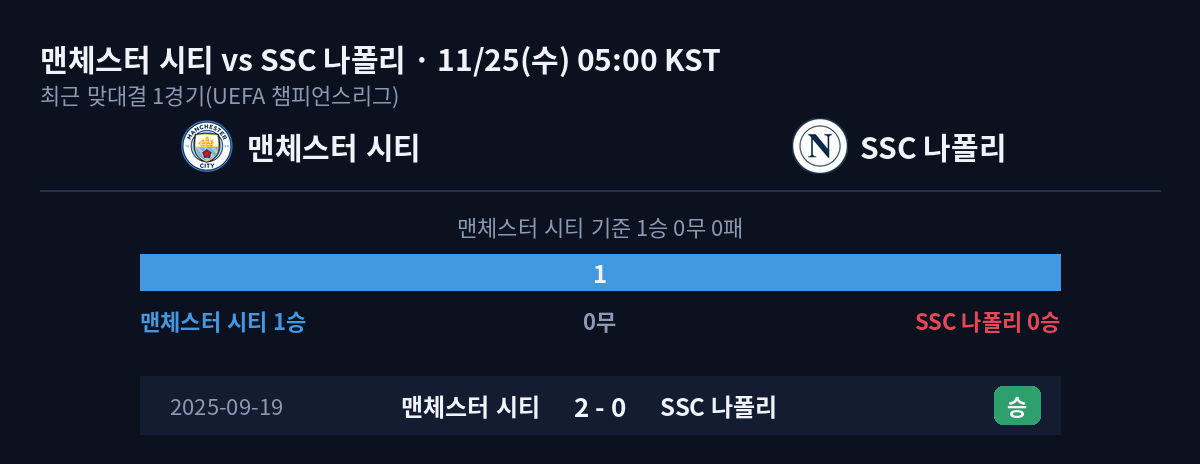 맨체스터 시티 vs SSC 나폴리 · 11/25(수) 05:00 KST
최근 맞대결 1경기(UEFA 챔피언스리그)
MANCHESTER CITY 맨체스터 시티 N SSC 나폴리
맨체스터 시티 기준 1승 0무 0패
1
맨체스터 시티 1승 0무 SSC 나폴리 0승
2025-09-19 맨체스터 시티 2 - 0 SSC 나폴리 승